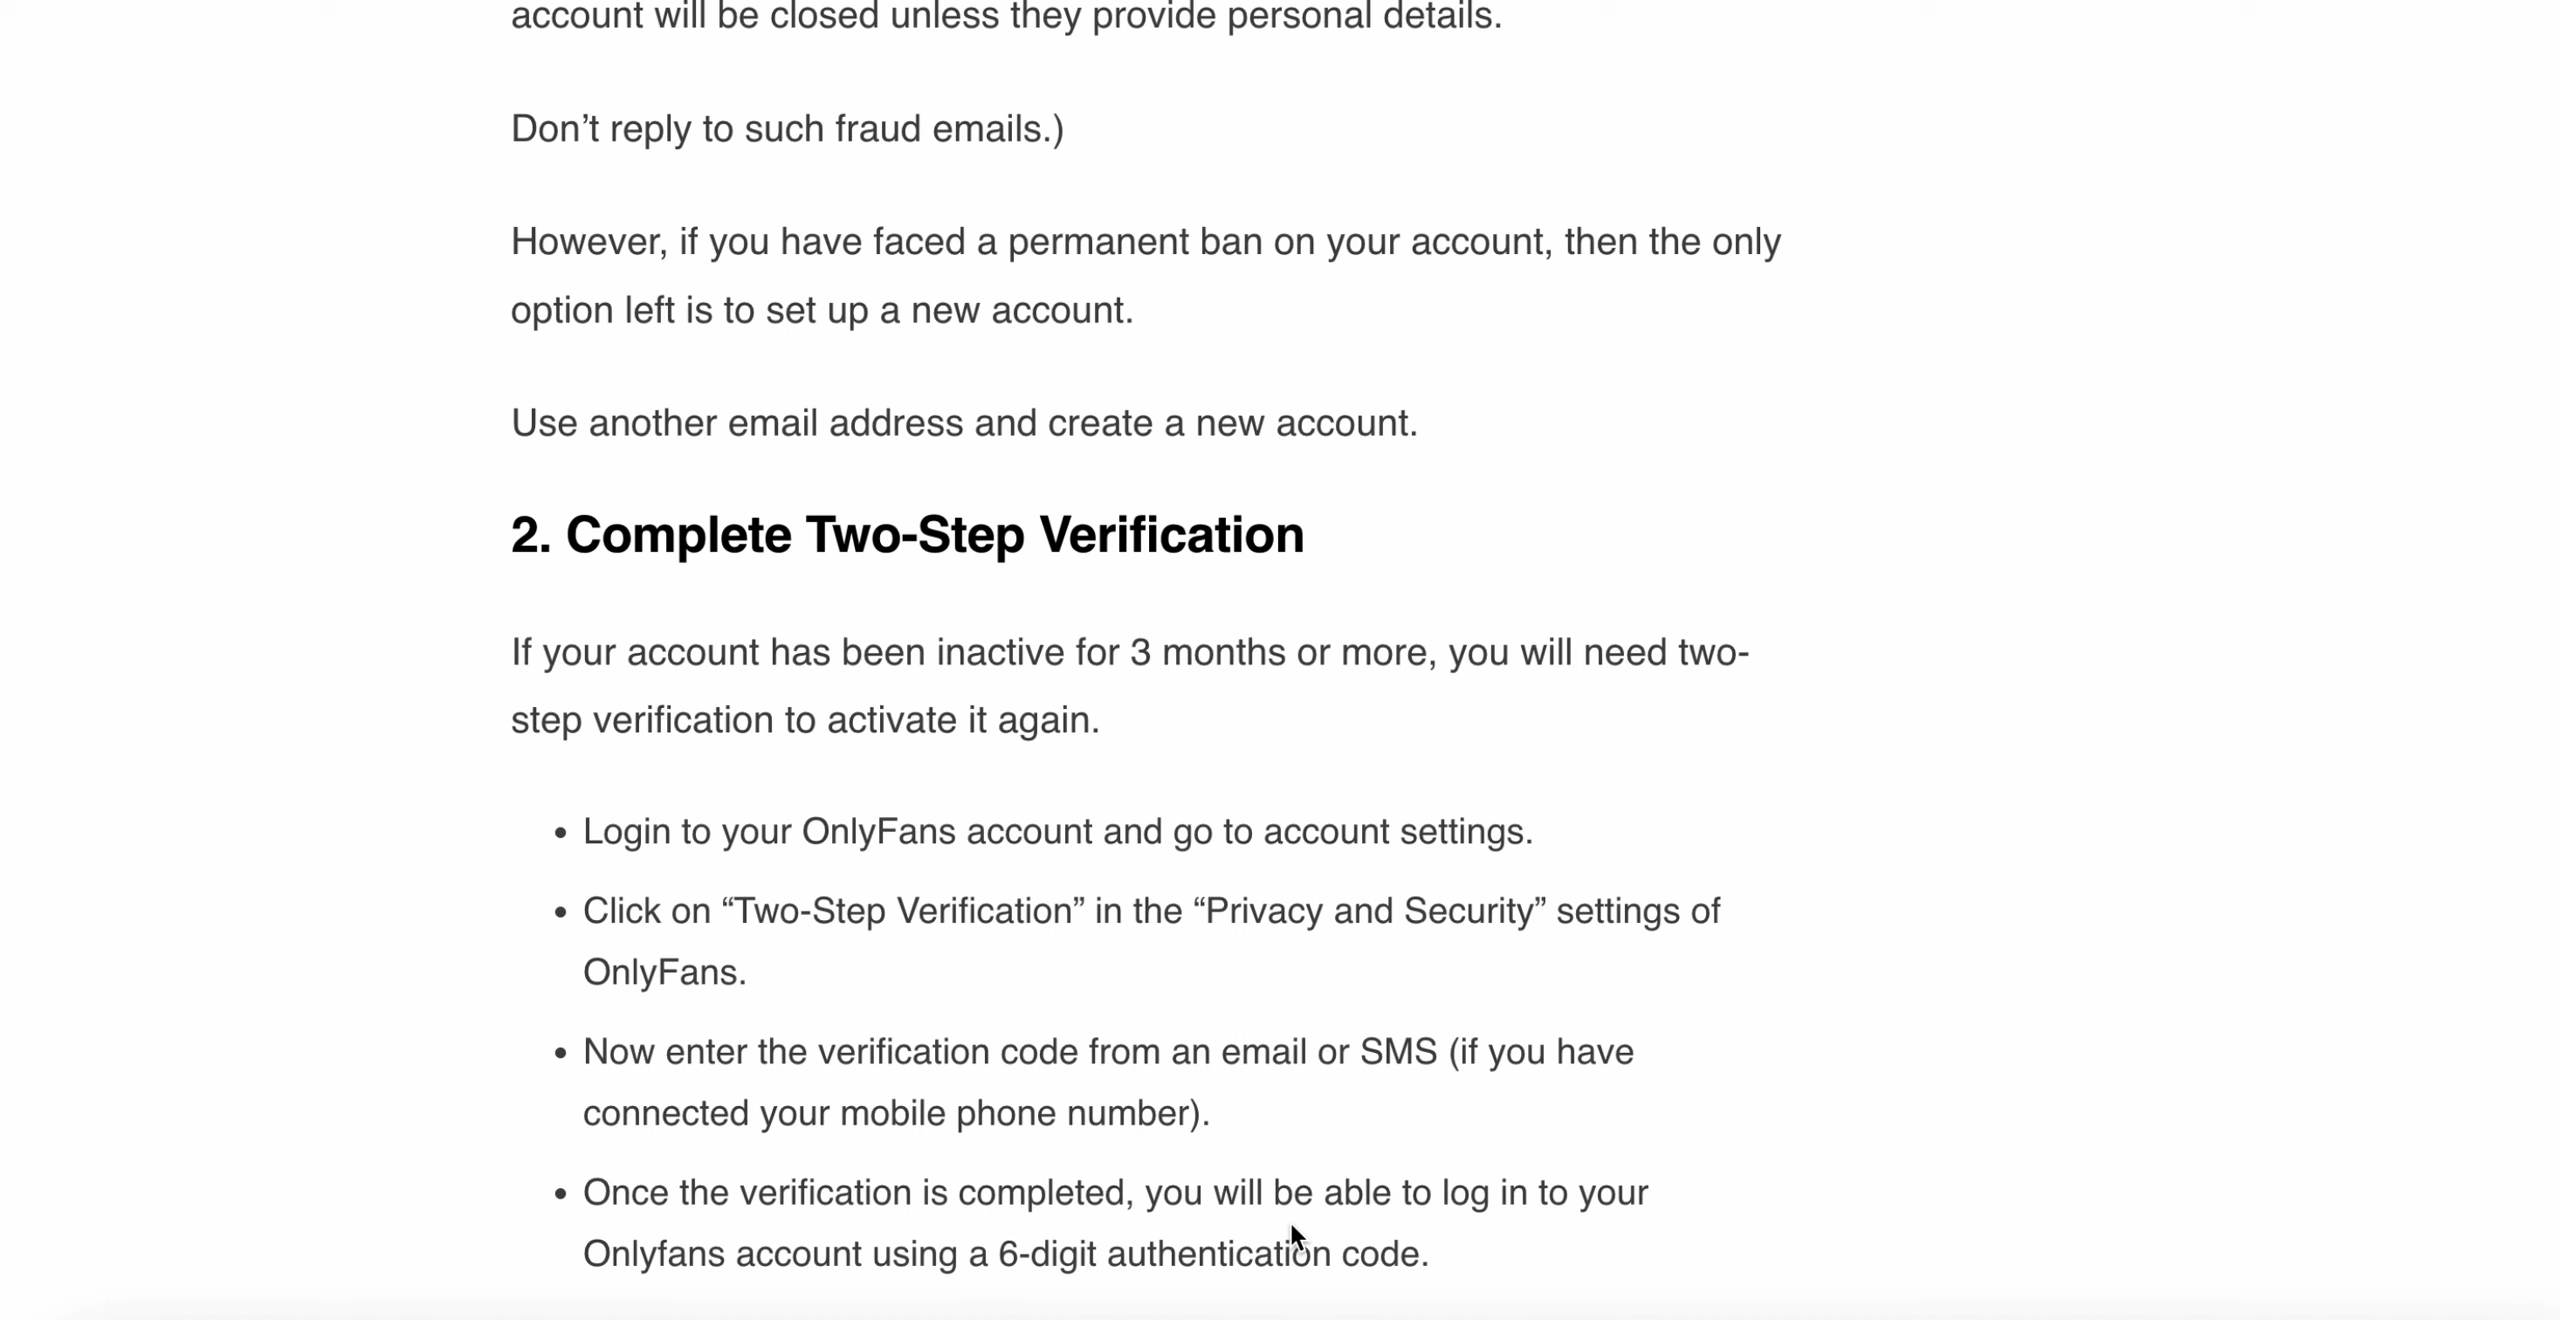 account will be closed unless they provide personal details.
Don’t reply to such fraud emails.)
However, if you have faced a permanent ban on your account, then the only
option left is to set up a new account.
Use another email address and create a new account.
2. Complete Two-Step Verification
If your account has been inactive for 3 months or more, you will need two-
step verification to activate it again.
• Login to your OnlyFans account and go to account settings.
• Click on “Two-Step Verification” in the “Privacy and Security” settings of
OnlyFans.
• Now enter the verification code from an email or SMS (if you have
connected your mobile phone number).
• Once the verification is completed, you will be able to log in to your
Onlyfans account using a 6-digit authentication code.